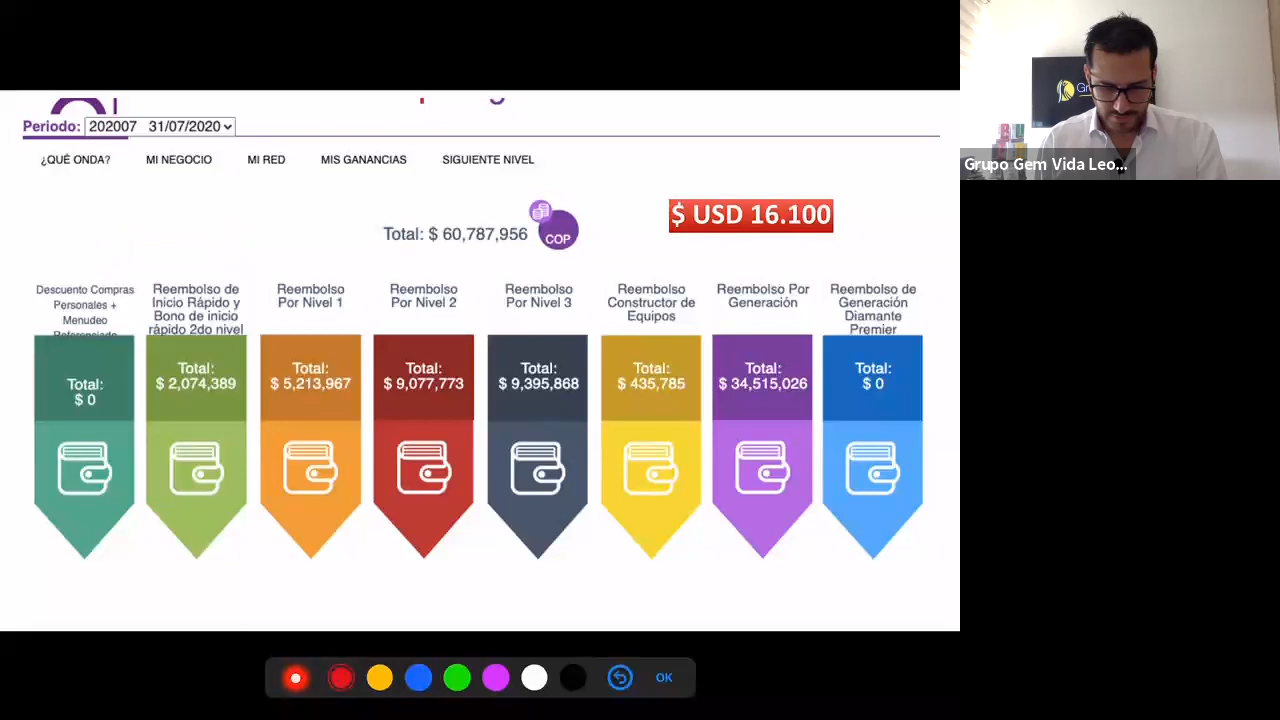 Periodo: 202007 31/07/2020
¿QUÉ ONDA? MI NEGOCIO MI RED MIS GANANCIAS SIGUIENTE NIVEL
$ USD 16.100
Total: $ 60,787,956 COP
Descuento Compras
Personales +
Menudeo
Referenciado
Total:
$ 0
Reembolso de
Inicio Rápido y
Bono de inicio
rápido 2do nivel
Total:
$ 2,074,389
Reembolso
Por Nivel 1
Total:
$ 5,213,967
Reembolso
Por Nivel 2
Total:
$ 9,077,773
Reembolso
Por Nivel 3
Total:
$ 9,395,868
Reembolso
Constructor de
Equipos
Total:
$ 435,785
Reembolso Por
Generación
Total:
$ 34,515,026
Reembolso de
Generación
Diamante
Premier
Total:
$ 0
OK
Grupo Gem Vida Leo...